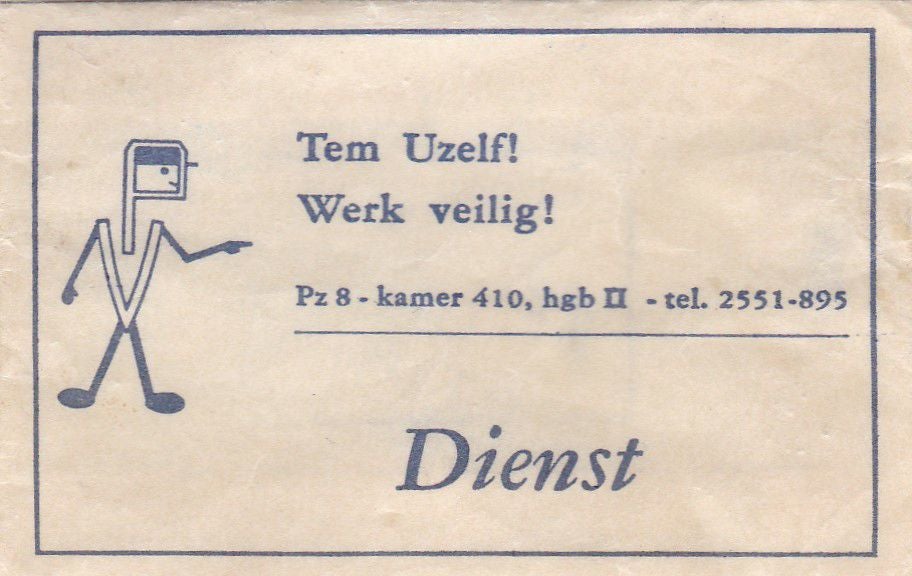 Tem Uzelf!
Werk veilig!
Pz 8 - kamer 410, hgb II - tel. 2551-895
Dienst